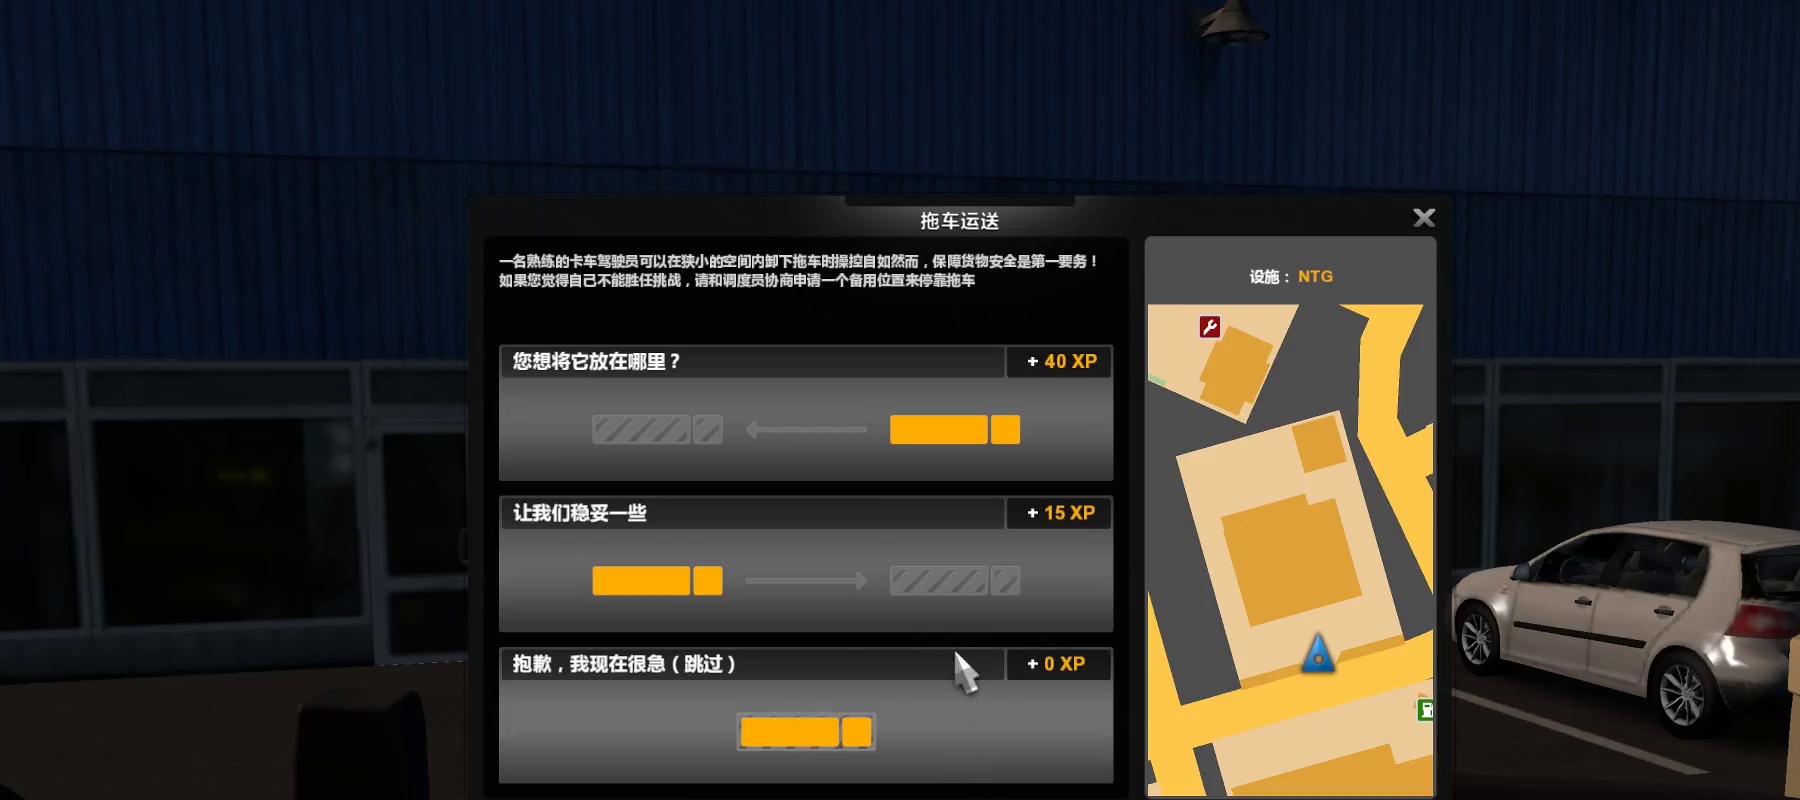 拖车运送
一名熟练的卡车驾驶员可以在狭小的空间内卸下拖车时操控自如然而，保障货物安全是第一要务！
如果您觉得自己不能胜任挑战，请和调度员协商申请一个备用位置来停靠拖车
设施： NTG
您想将它放在哪里？ + 40 XP
让我们稳妥一些 + 15 XP
抱歉，我现在很急（跳过） + 0 XP